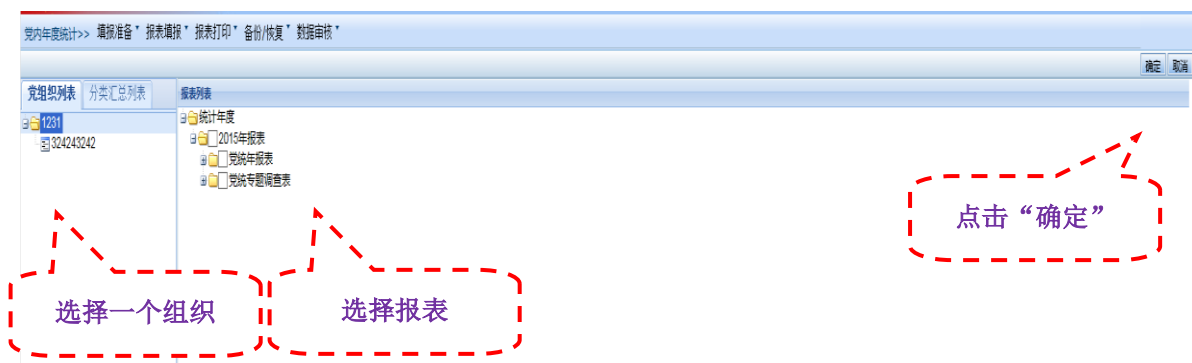 党内年度统计>> 填报准备 报表填报 报表打印 备份/恢复 数据审核
确定 取消
党组织列表 分类汇总列表 报表列表
1231
324243242
统计年度
2015年报表
党统年报表
党统专题调查表
点击“确定”
选择一个组织
选择报表